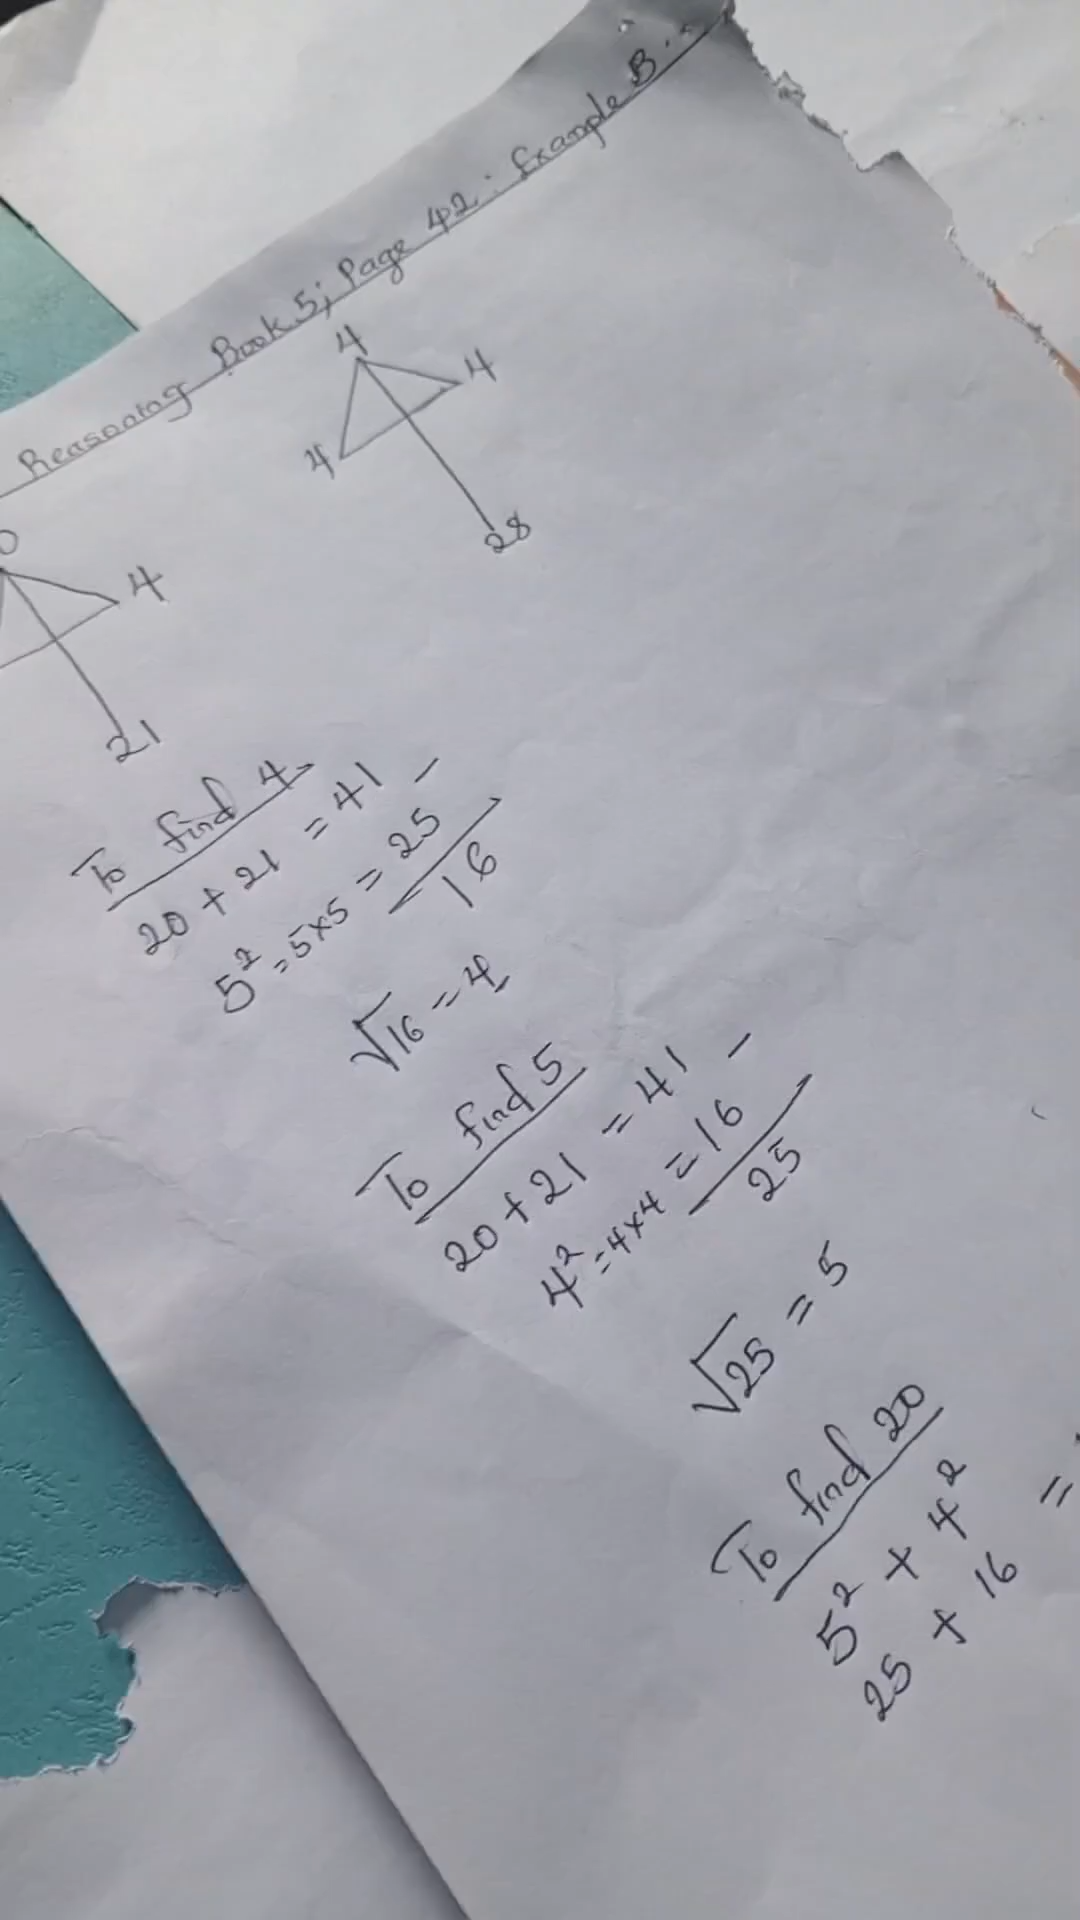 Reasoning Book 5; Page 42: Example B.
4
4
4
28
0
4
21
To find 4
20 + 21 = 41 -
5² = 5×5 = 25
16
√16 = 4
To find 5
20 + 21 = 41 -
4² = 4×4 = 16
25
√25 = 5
To find 20
5² + 4²
25 + 16 =